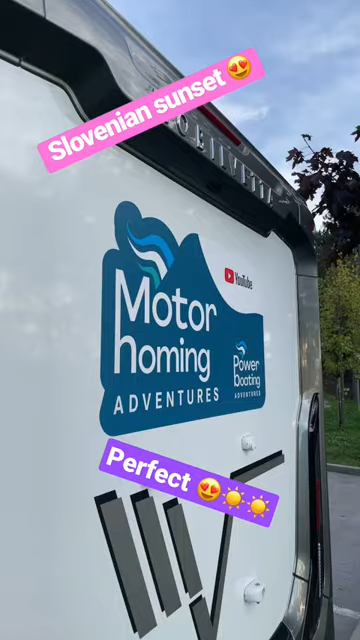 Slovenian sunset 😍
YouTube
Motor
homing
ADVENTURES
Power
boating
ADVENTURES
Perfect 😍☀️☀️